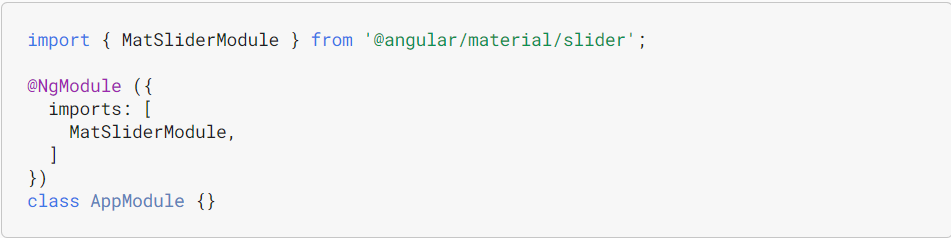 import { MatSliderModule } from '@angular/material/slider';
@NgModule ({
  imports: [
    MatSliderModule,
  ]
})
class AppModule {}